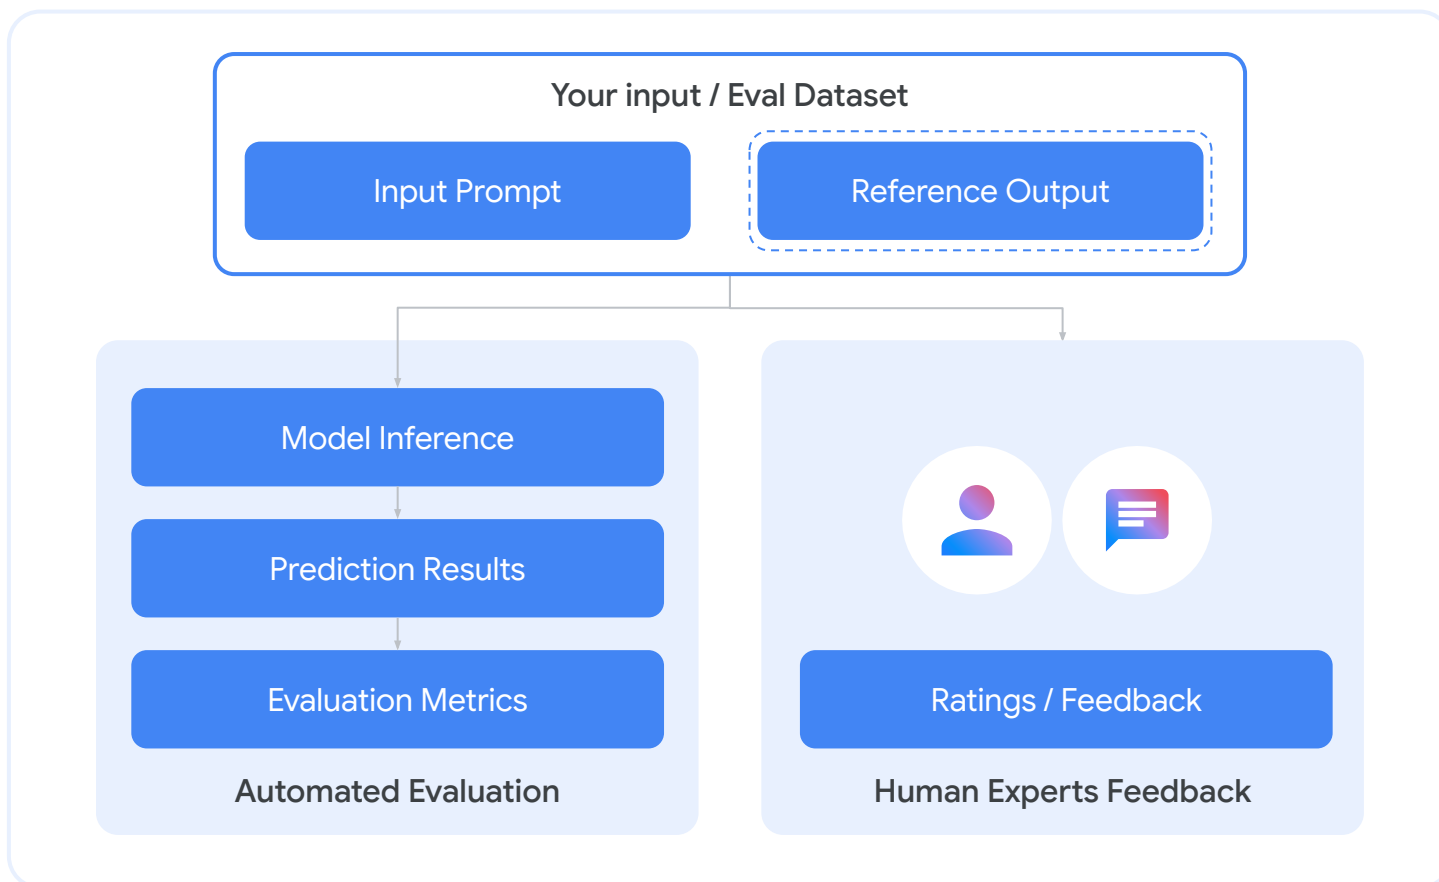 Your input / Eval Dataset
Input Prompt
Reference Output
Model Inference
Prediction Results
Evaluation Metrics
Automated Evaluation
Ratings / Feedback
Human Experts Feedback